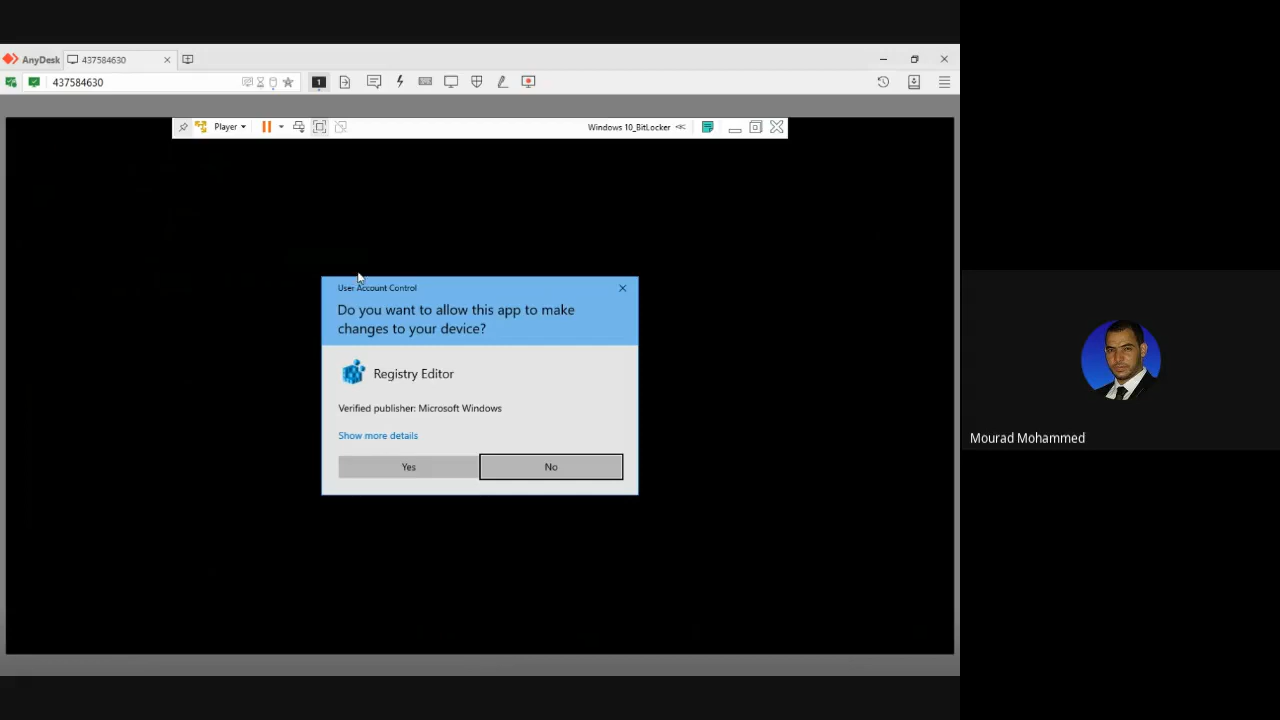 AnyDesk
437584630
437584630
1
Player
Windows 10_BitLocker
User Account Control
Do you want to allow this app to make
changes to your device?
Registry Editor
Verified publisher: Microsoft Windows
Show more details
Yes
No
Mourad Mohammed